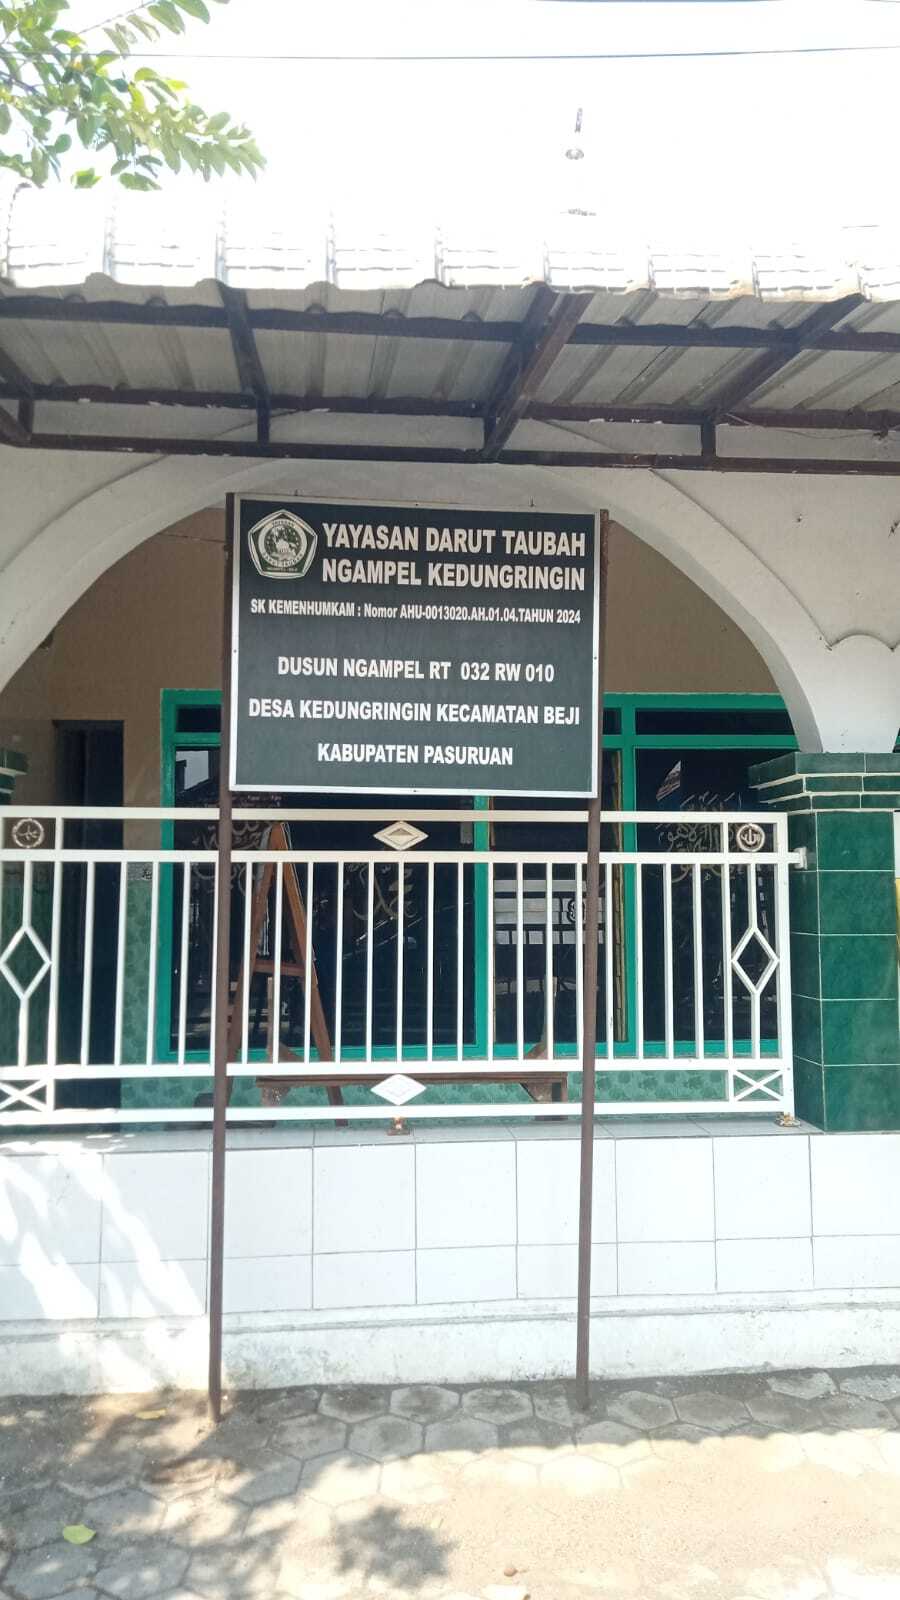 YAYASAN DARUT TAUBAH
NGAMPEL KEDUNGRINGIN
SK KEMENHUMKAM : Nomor AHU-0013020.AH.01.04.TAHUN 2024
DUSUN NGAMPEL RT 032 RW 010
DESA KEDUNGRINGIN KECAMATAN BEJI
KABUPATEN PASURUAN